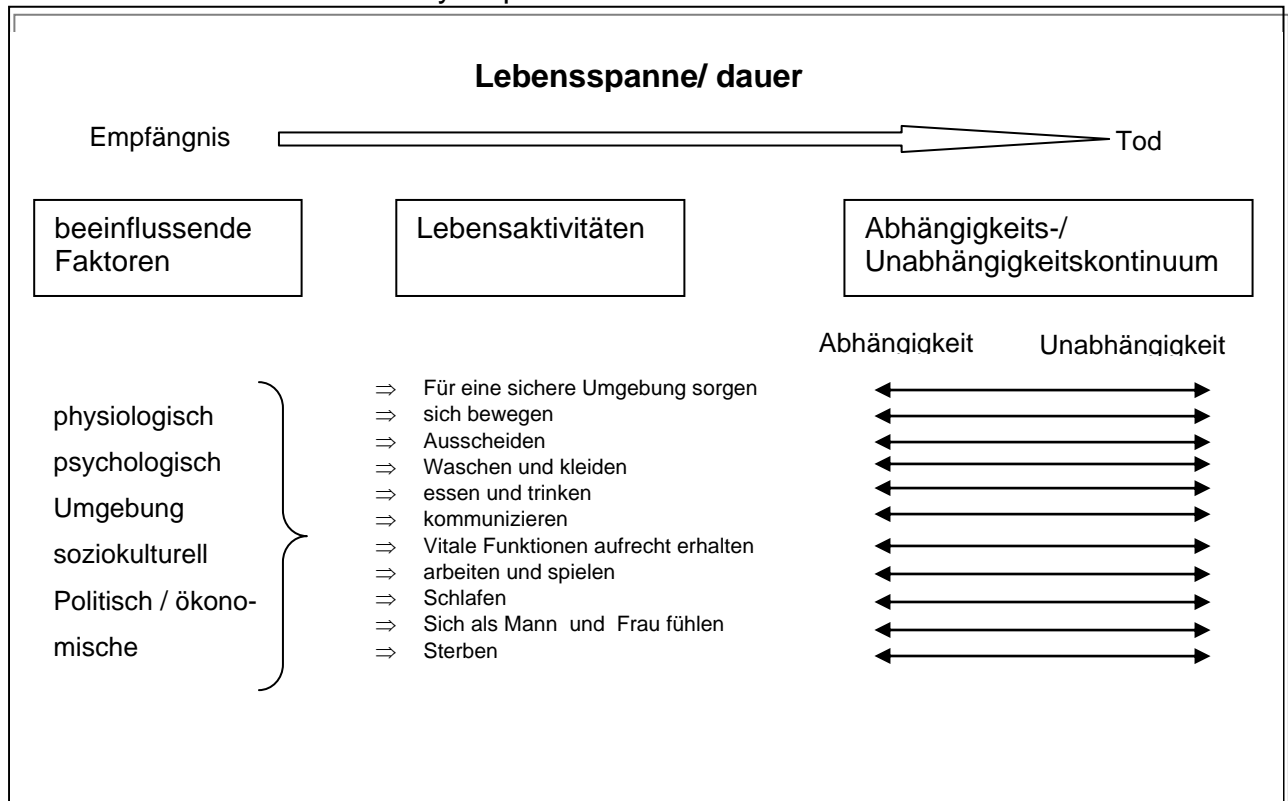 Lebensspanne/ dauer
Empfängnis
Tod
beeinflussende
Faktoren
Lebensaktivitäten
Abhängigkeits-/
Unabhängigkeitskontinuum
Abhängigkeit Unabhängigkeit
physiologisch
psychologisch
Umgebung
soziokulturell
Politisch / ökono-
mische
⇒ Für eine sichere Umgebung sorgen
⇒ sich bewegen
⇒ Ausscheiden
⇒ Waschen und kleiden
⇒ essen und trinken
⇒ kommunizieren
⇒ Vitale Funktionen aufrecht erhalten
⇒ arbeiten und spielen
⇒ Schlafen
⇒ Sich als Mann und Frau fühlen
⇒ Sterben